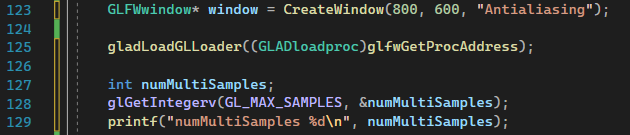 123 GLFWwindow* window = CreateWindow(800, 600, "Antialiasing");
124
125 gladLoadGLLoader((GLADloadproc)glfwGetProcAddress);
126
127 int numMultiSamples;
128 glGetIntegerv(GL_MAX_SAMPLES, &numMultiSamples);
129 printf("numMultiSamples %d\n", numMultiSamples);